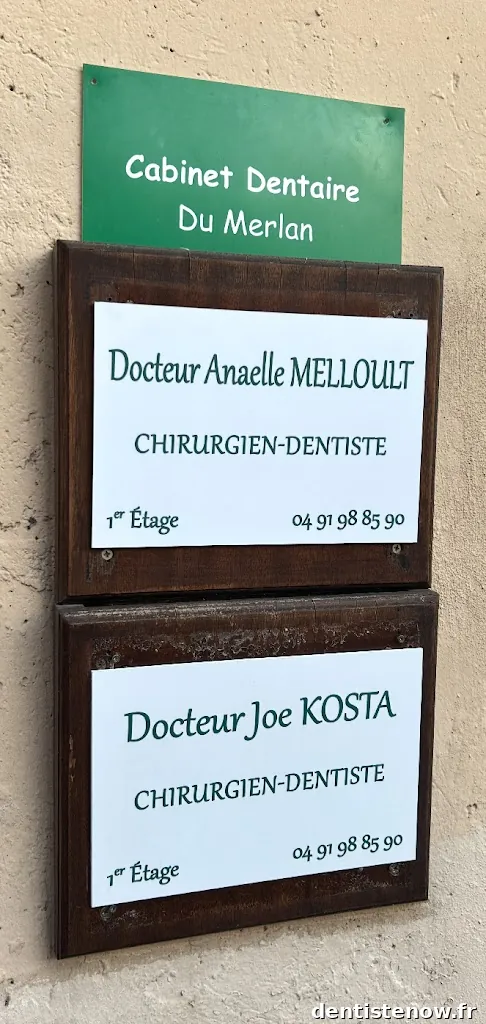 Cabinet Dentaire
Du Merlan
Docteur Anaelle MELLOULT
CHIRURGIEN-DENTISTE
1er Étage 04 91 98 85 90
Docteur Joe KOSTA
CHIRURGIEN-DENTISTE
1er Étage 04 91 98 85 90
dentistenow.fr